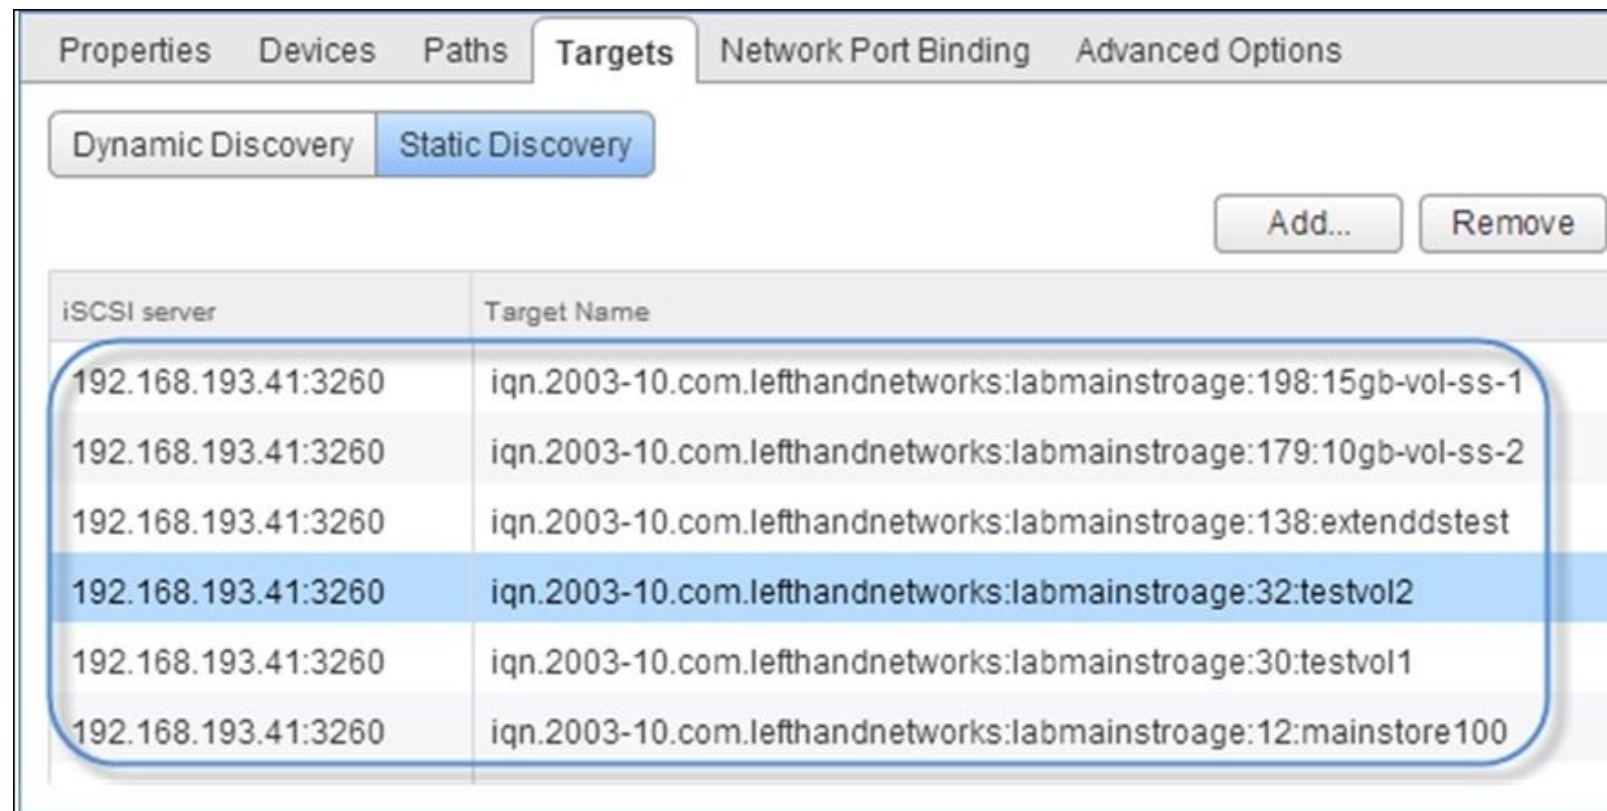 Properties Devices Paths Targets Network Port Binding Advanced Options
Dynamic Discovery Static Discovery
Add... Remove
iSCSI server Target Name
192.168.193.41:3260 iqn.2003-10.com.lefthandnetworks:labmainstroage:198:15gb-vol-ss-1
192.168.193.41:3260 iqn.2003-10.com.lefthandnetworks:labmainstroage:179:10gb-vol-ss-2
192.168.193.41:3260 iqn.2003-10.com.lefthandnetworks:labmainstroage:138:extenddstest
192.168.193.41:3260 iqn.2003-10.com.lefthandnetworks:labmainstroage:32:testvol2
192.168.193.41:3260 iqn.2003-10.com.lefthandnetworks:labmainstroage:30:testvol1
192.168.193.41:3260 iqn.2003-10.com.lefthandnetworks:labmainstroage:12:mainstore100